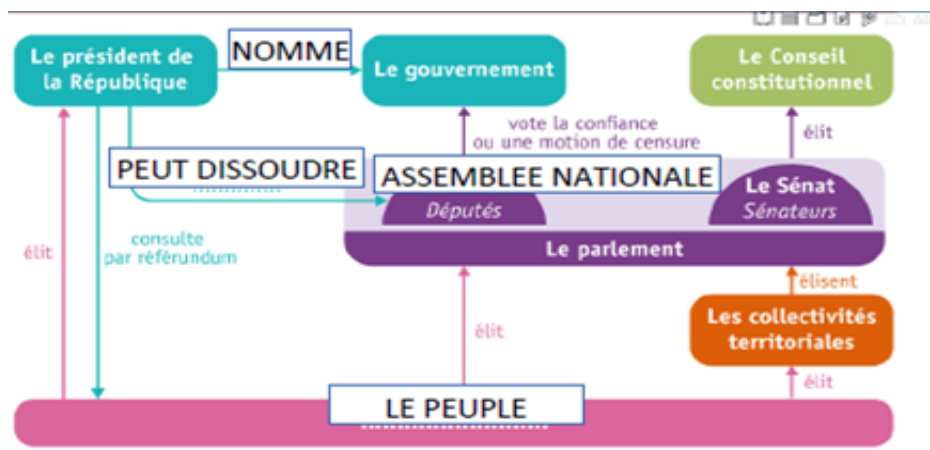 Le président de
la République
NOMME
Le gouvernement
Le Conseil
constitutionnel
vote la confiance
ou une motion de censure
élit
PEUT DISSOUDRE
ASSEMBLEE NATIONALE
Députés
Le Sénat
Sénateurs
Le parlement
élit
consulte
par référendum
élit
élisent
Les collectivités
territoriales
élit
LE PEUPLE